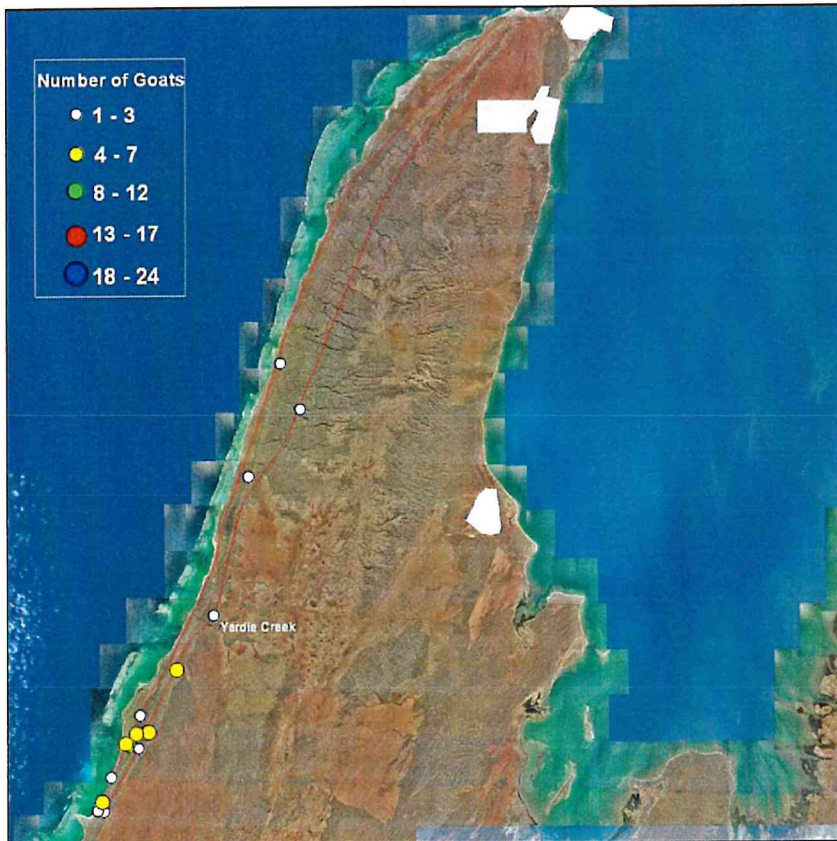 Number of Goats
1 - 3
4 - 7
8 - 12
13 - 17
18 - 24
Yardie Creek